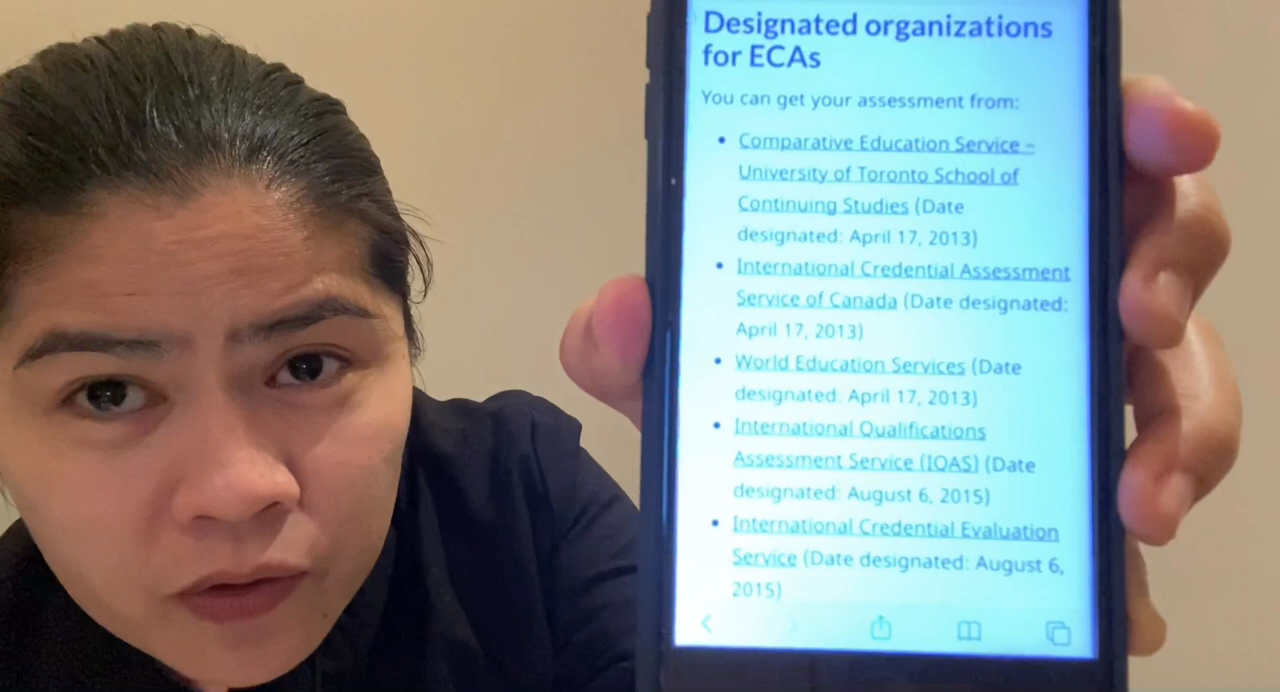 Designated organizations
for ECAs
You can get your assessment from:
• Comparative Education Service –
University of Toronto School of
Continuing Studies (Date
designated: April 17, 2013)
• International Credential Assessment
Service of Canada (Date designated:
April 17, 2013)
• World Education Services (Date
designated: April 17, 2013)
• International Qualifications
Assessment Service (IQAS) (Date
designated: August 6, 2015)
• International Credential Evaluation
Service (Date designated: August 6,
2015)